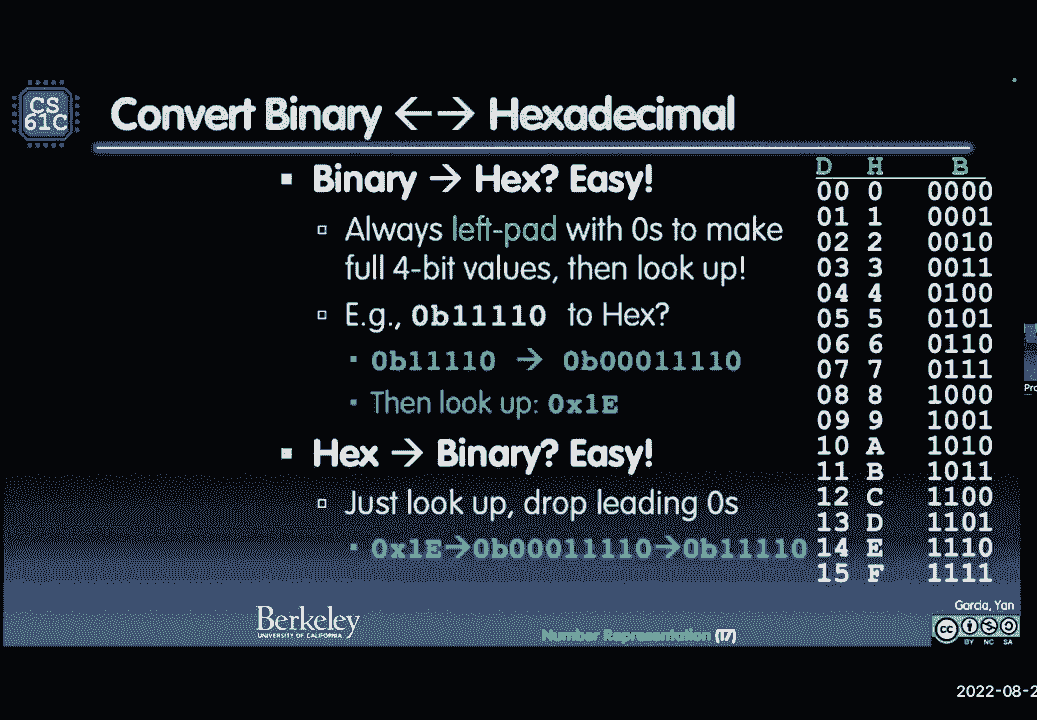 CS
61C
Convert Binary ←→ Hexadecimal
▪ Binary → Hex? Easy!
▫ Always left-pad with 0s to make
full 4-bit values, then look up!
▫ E.g., 0b11110 to Hex?
▪ 0b11110 → 0b00011110
▪ Then look up: 0x1E
▪ Hex → Binary? Easy!
▫ Just look up, drop leading 0s
▪ 0x1E→0b00011110→0b11110
D H B
00 0 0000
01 1 0001
02 2 0010
03 3 0011
04 4 0100
05 5 0101
06 6 0110
07 7 0111
08 8 1000
09 9 1001
10 A 1010
11 B 1011
12 C 1100
13 D 1101
14 E 1110
15 F 1111
Berkeley
UNIVERSITY OF CALIFORNIA
Number Representation (17)
Garcia, Yan
cc
BY NC SA
Pro
2022-08-2